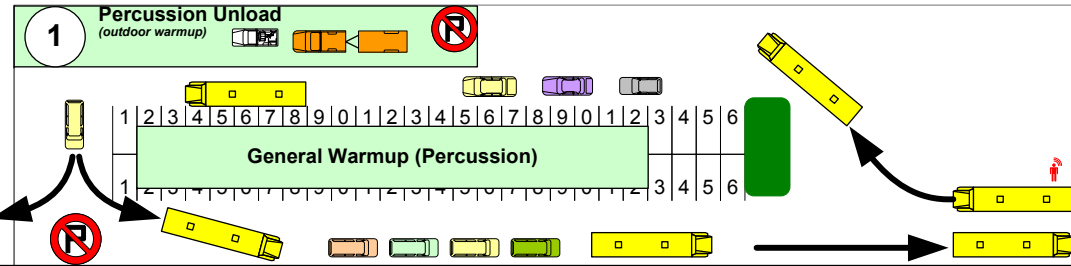 1
Percussion Unload
(outdoor warmup)
P
1 2 3 4 5 6 7 8 9 0 1 2 3 4 5 6 7 8 9 0 1 2 3 4 5 6
General Warmup (Percussion)
1 2 3 4 5 6 7 8 9 0 1 2 3 4 5 6 7 8 9 0 1 2 3 4 5 6
P